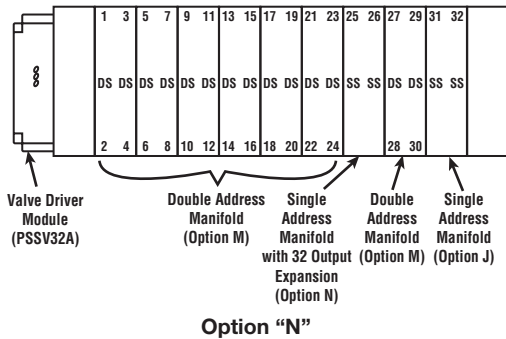 1 3 5 7 9 11 13 15 17 19 21 23 25 26 27 29 31 32
DS DS DS DS DS DS DS DS DS DS DS DS SS SS DS DS SS SS
2 4 6 8 10 12 14 16 18 20 22 24 28 30
Valve Driver
Module
(PSSV32A)
Double Address
Manifold
(Option M)
Single
Address
Manifold
with 32 Output
Expansion
(Option N)
Double
Address
Manifold
(Option M)
Single
Address
Manifold
(Option J)
Option “N”